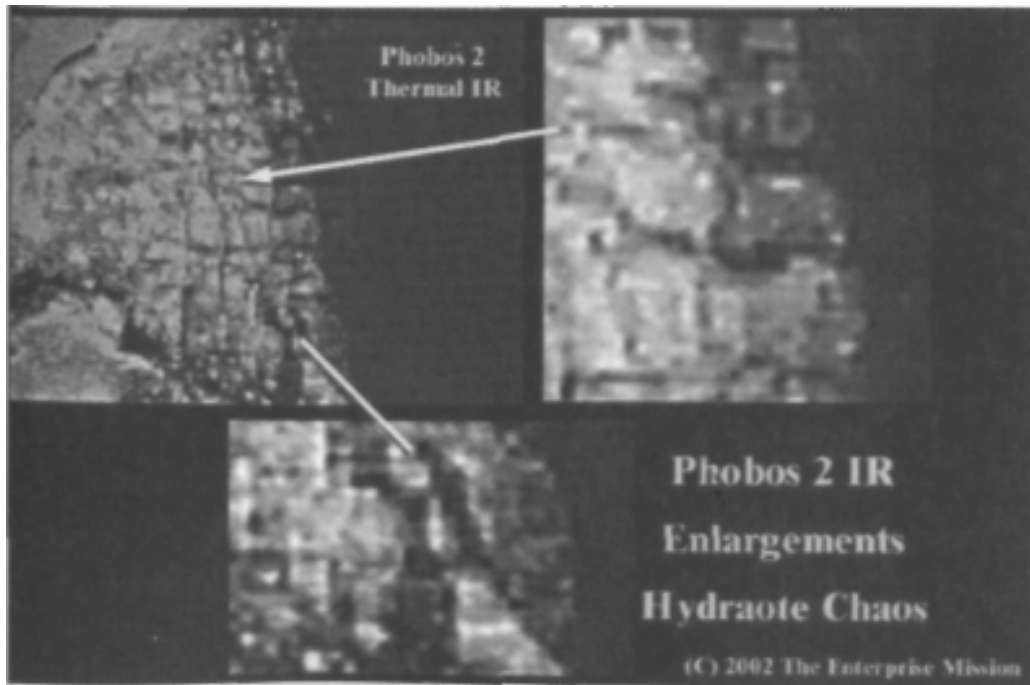 Phobos 2
Thermal IR
Phobos 2 IR
Enlargements
Hydraote Chaos
(C) 2002 The Enterprise Mission